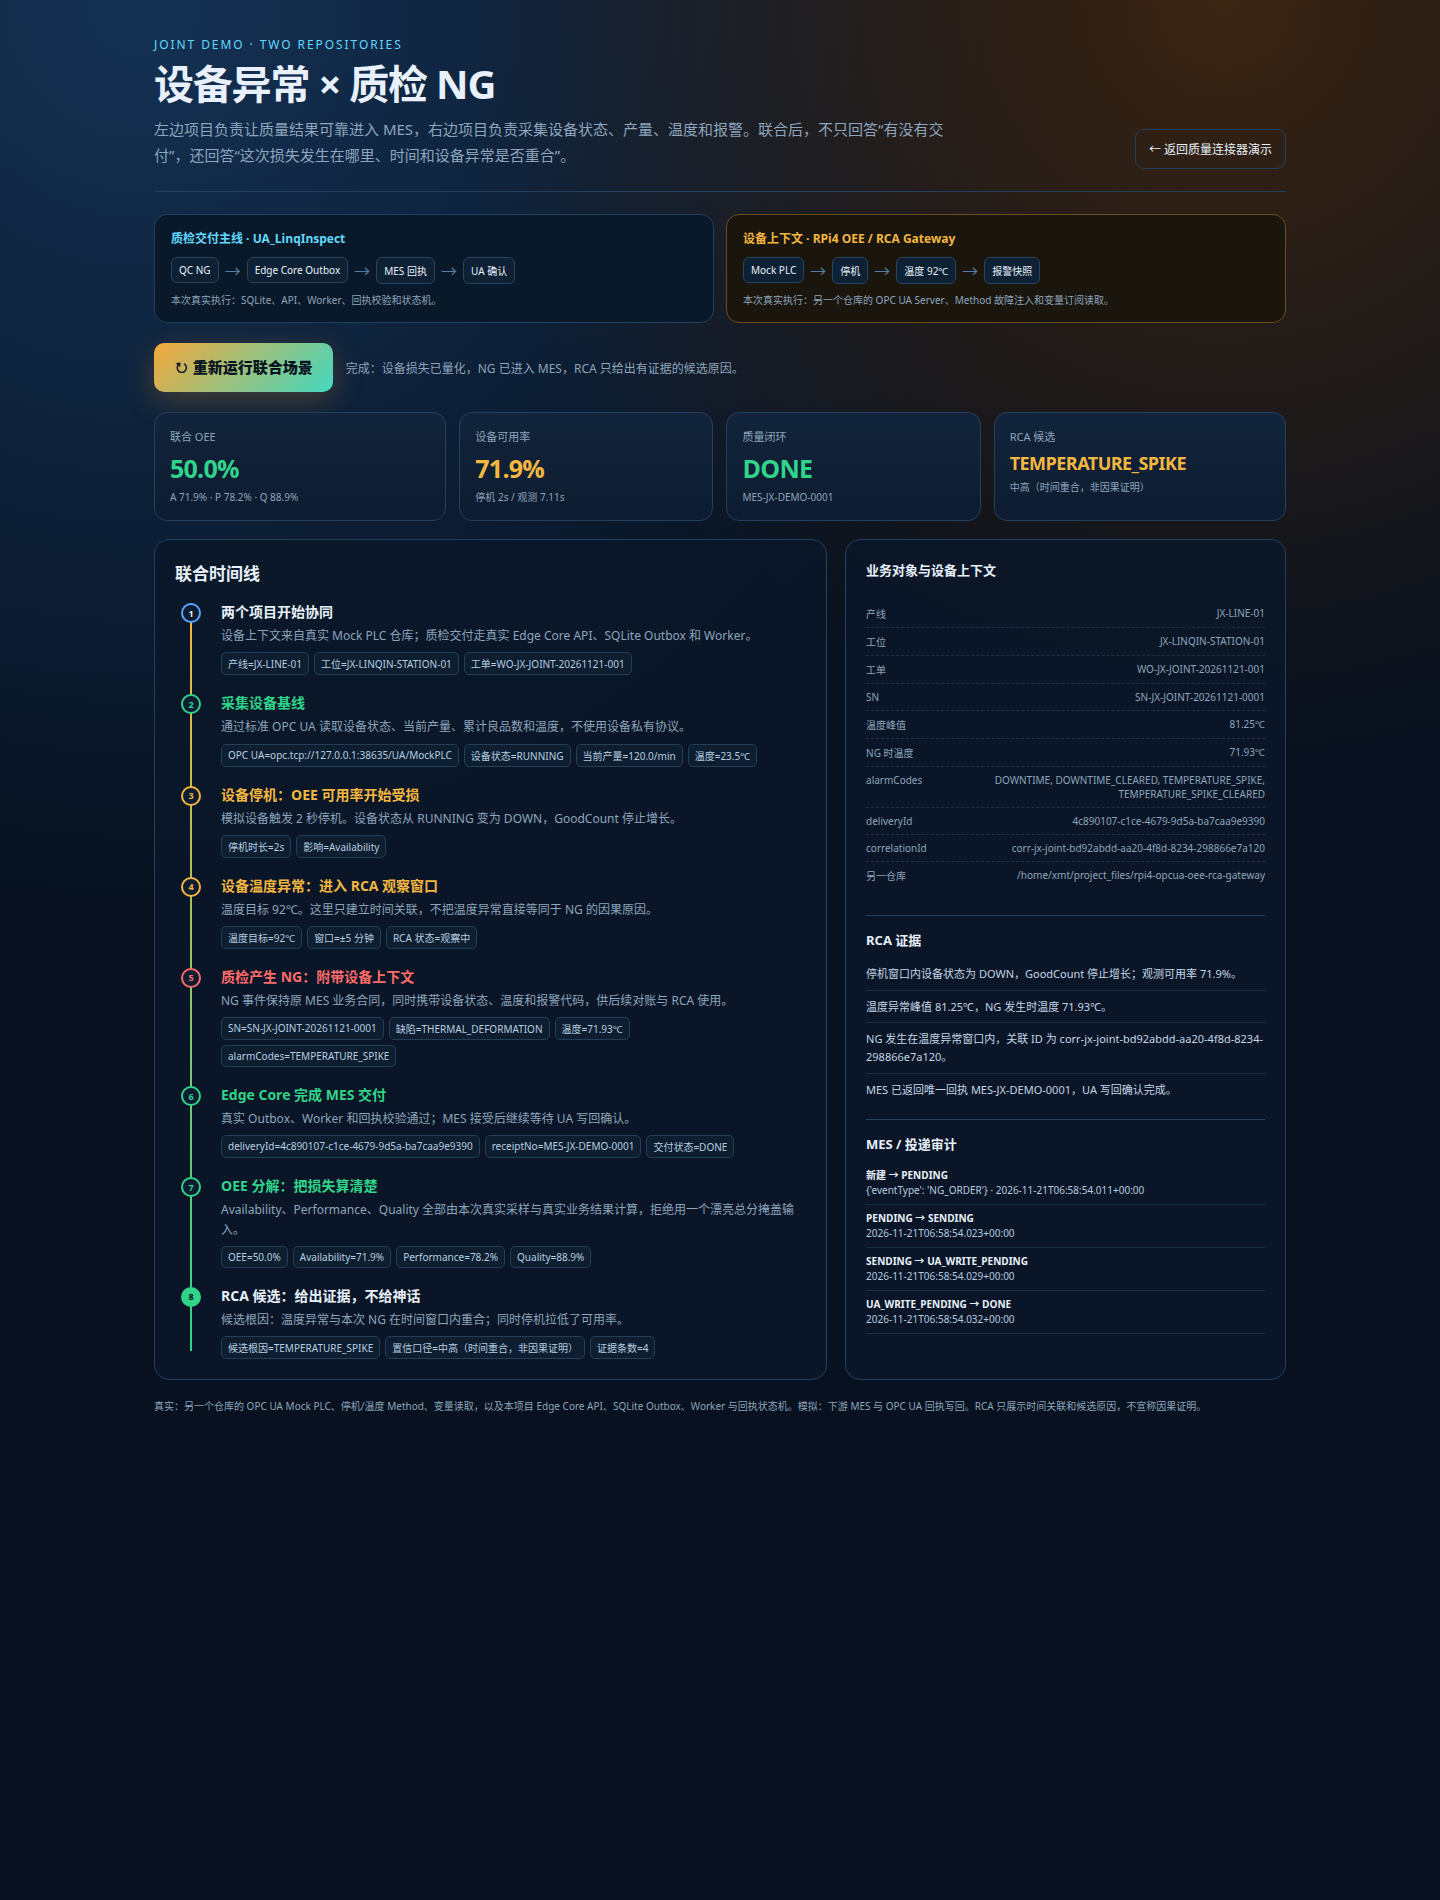 JOINT DEMO · TWO REPOSITORIES
设备异常 × 质检 NG
左边项目负责让质量结果可靠进入 MES，右边项目负责采集设备状态、产量、温度和报警。联合后，不只回答“有没有交
付”，还回答“这次损失发生在哪里、时间和设备异常是否重合”。
← 返回质量连接器演示
质检交付主线 · UA_LinqInspect
QC NG → Edge Core Outbox → MES 回执 → UA 确认
本次真实执行：SQLite、API、Worker、回执校验和状态机。
设备上下文 · RPi4 OEE / RCA Gateway
Mock PLC → 停机 → 温度 92℃ → 报警快照
本次真实执行：另一个仓库的 OPC UA Server、Method 故障注入和变量订阅读取。
↻ 重新运行联合场景
完成：设备损失已量化，NG 已进入 MES，RCA 只给出有证据的候选原因。
联合 OEE
50.0%
A 71.9% · P 78.2% · Q 88.9%
设备可用率
71.9%
停机 2s / 观测 7.11s
质量闭环
DONE
MES-JX-DEMO-0001
RCA 候选
TEMPERATURE_SPIKE
中高（时间重合，非因果证明）
联合时间线
1 两个项目开始协同
设备上下文来自真实 Mock PLC 仓库；质检交付走真实 Edge Core API、SQLite Outbox 和 Worker。
产线=JX-LINE-01 工位=JX-LINQIN-STATION-01 工单=WO-JX-JOINT-20261121-001
2 采集设备基线
通过标准 OPC UA 读取设备状态、当前产量、累计良品数和温度，不使用设备私有协议。
OPC UA=opc.tcp://127.0.0.1:38635/UA/MockPLC 设备状态=RUNNING 当前产量=120.0/min 温度=23.5℃
3 设备停机：OEE 可用率开始受损
模拟设备触发 2 秒停机。设备状态从 RUNNING 变为 DOWN，GoodCount 停止增长。
停机时长=2s 影响=Availability
4 设备温度异常：进入 RCA 观察窗口
温度目标 92℃。这里只建立时间关联，不把温度异常直接等同于 NG 的因果原因。
温度目标=92℃ 窗口=±5 分钟 RCA 状态=观察中
5 质检产生 NG：附带设备上下文
NG 事件保持原 MES 业务合同，同时携带设备状态、温度和报警代码，供后续对账与 RCA 使用。
SN=SN-JX-JOINT-20261121-0001 缺陷=THERMAL_DEFORMATION 温度=71.93℃
alarmCodes=TEMPERATURE_SPIKE
6 Edge Core 完成 MES 交付
真实 Outbox、Worker 和回执校验通过；MES 接受后继续等待 UA 写回确认。
deliveryId=4c890107-c1ce-4679-9d5a-ba7caa9e9390 receiptNo=MES-JX-DEMO-0001 交付状态=DONE
7 OEE 分解：把损失算清楚
Availability、Performance、Quality 全部由本次真实采样与真实业务结果计算，拒绝用一个漂亮总分掩盖输
入。
OEE=50.0% Availability=71.9% Performance=78.2% Quality=88.9%
8 RCA 候选：给出证据，不给神话
候选根因：温度异常与本次 NG 在时间窗口内重合；同时停机拉低了可用率。
候选根因=TEMPERATURE_SPIKE 置信口径=中高（时间重合，非因果证明） 证据条数=4
业务对象与设备上下文
产线 JX-LINE-01
工位 JX-LINQIN-STATION-01
工单 WO-JX-JOINT-20261121-001
SN SN-JX-JOINT-20261121-0001
温度峰值 81.25℃
NG 时温度 71.93℃
alarmCodes DOWNTIME, DOWNTIME_CLEARED, TEMPERATURE_SPIKE,
TEMPERATURE_SPIKE_CLEARED
deliveryId 4c890107-c1ce-4679-9d5a-ba7caa9e9390
correlationId corr-jx-joint-bd92abdd-aa20-4f8d-8234-298866e7a120
另一仓库 /home/xmt/project_files/rpi4-opcua-oee-rca-gateway
RCA 证据
停机窗口内设备状态为 DOWN，GoodCount 停止增长；观测可用率 71.9%。
温度异常峰值 81.25℃，NG 发生时温度 71.93℃。
NG 发生在温度异常窗口内，关联 ID 为 corr-jx-joint-bd92abdd-aa20-4f8d-8234-
298866e7a120。
MES 已返回唯一回执 MES-JX-DEMO-0001，UA 写回确认完成。
MES / 投递审计
新建 → PENDING
{'eventType': 'NG_ORDER'} · 2026-11-21T06:58:54.011+00:00
PENDING → SENDING
2026-11-21T06:58:54.023+00:00
SENDING → UA_WRITE_PENDING
2026-11-21T06:58:54.029+00:00
UA_WRITE_PENDING → DONE
2026-11-21T06:58:54.032+00:00
真实：另一个仓库的 OPC UA Mock PLC、停机/温度 Method、变量读取，以及本项目 Edge Core API、SQLite Outbox、Worker 与回执状态机。模拟：下游 MES 与 OPC UA 回执写回。RCA 只展示时间关联和候选原因，不宣称因果证明。